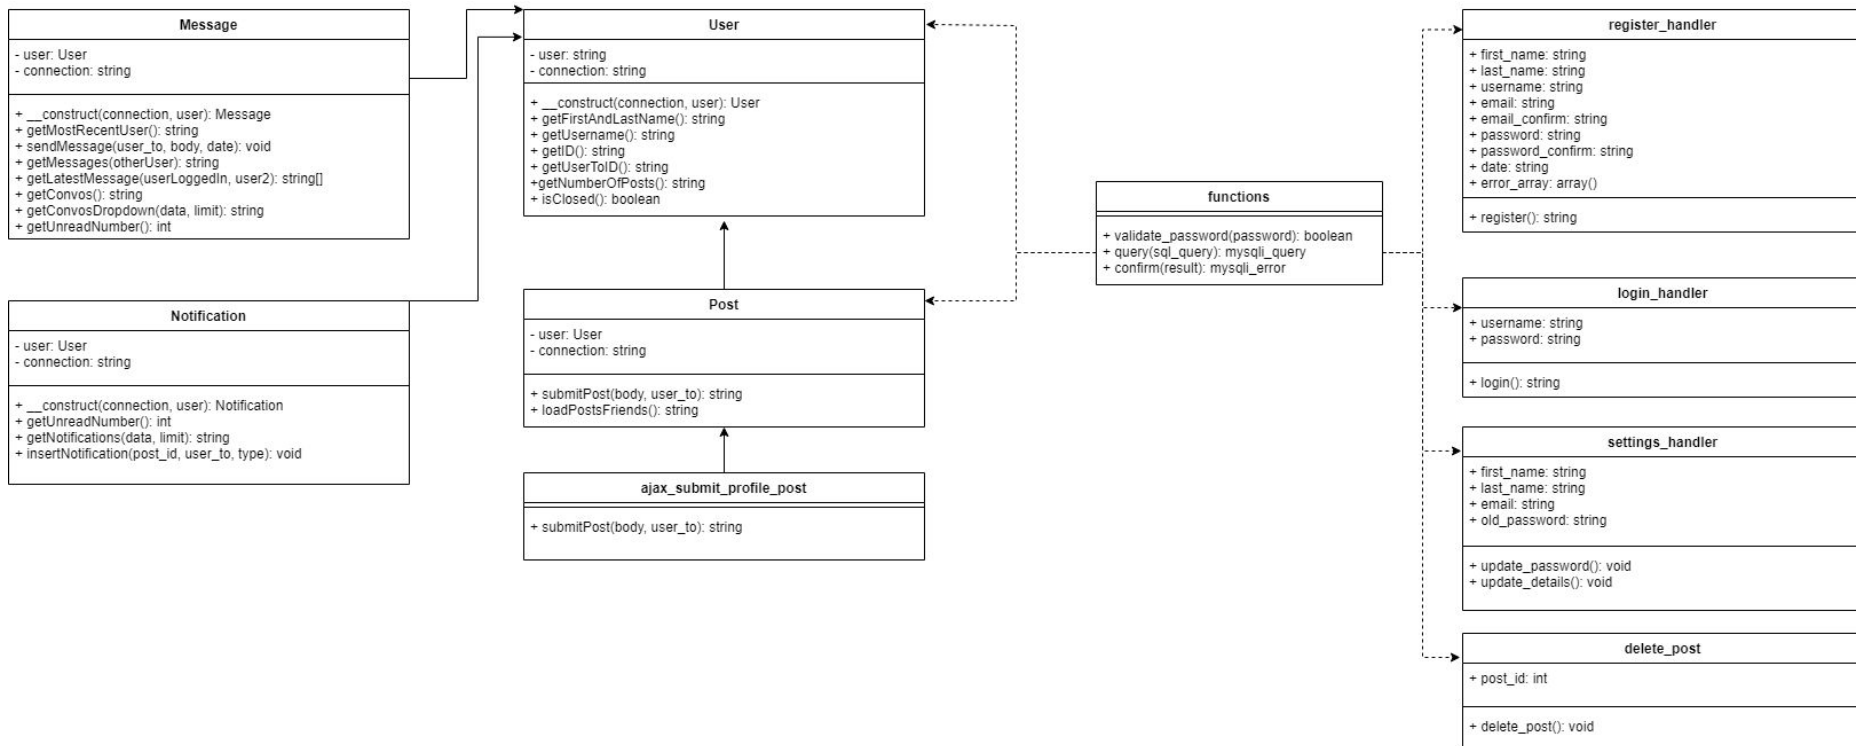 Message
- user: User
- connection: string
+ __construct(connection, user): Message
+ getMostRecentUser(): string
+ sendMessage(user_to, body, date): void
+ getMessages(otherUser): string
+ getLatestMessage(userLoggedIn, user2): string[]
+ getConvos(): string
+ getConvosDropdown(data, limit): string
+ getUnreadNumber(): int
Notification
- user: User
- connection: string
+ __construct(connection, user): Notification
+ getUnreadNumber(): int
+ getNotifications(data, limit): string
+ insertNotification(post_id, user_to, type): void
User
- user: string
- connection: string
+ __construct(connection, user): User
+ getFirstAndLastName(): string
+ getUsername(): string
+ getID(): string
+ getUserToID(): string
+getNumberOfPosts(): string
+ isClosed(): boolean
Post
- user: User
- connection: string
+ submitPost(body, user_to): string
+ loadPostsFriends(): string
ajax_submit_profile_post
+ submitPost(body, user_to): string
functions
+ validate_password(password): boolean
+ query(sql_query): mysqli_query
+ confirm(result): mysqli_error
register_handler
+ first_name: string
+ last_name: string
+ username: string
+ email: string
+ email_confirm: string
+ password: string
+ password_confirm: string
+ date: string
+ error_array: array()
+ register(): string
login_handler
+ username: string
+ password: string
+ login(): string
settings_handler
+ first_name: string
+ last_name: string
+ email: string
+ old_password: string
+ update_password(): void
+ update_details(): void
delete_post
+ post_id: int
+ delete_post(): void